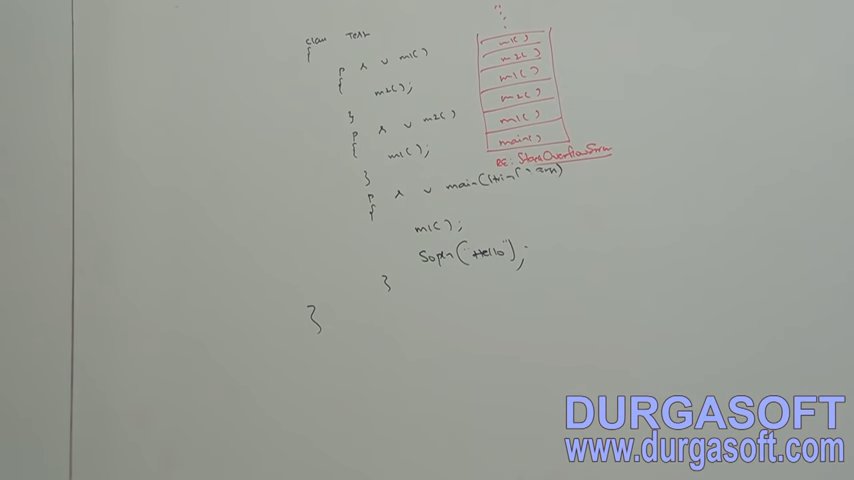 class Test
{
p s v m1()
{
m2();
}
p s v m2()
{
m1();
}
p s v main(String[] args)
{
m1();
Sopln("Hello");
}
}
m1()
m2()
m1()
m2()
m1()
main()
RE: StackOverflowError
DURGASOFT
www.durgasoft.com